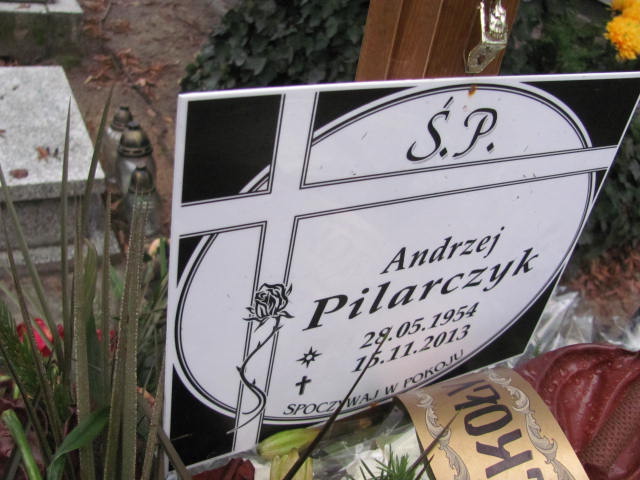 Ś.P.
Andrzej
Pilarczyk
28.05.1954
15.11.2013
SPOCZYWAJ W POKOJU